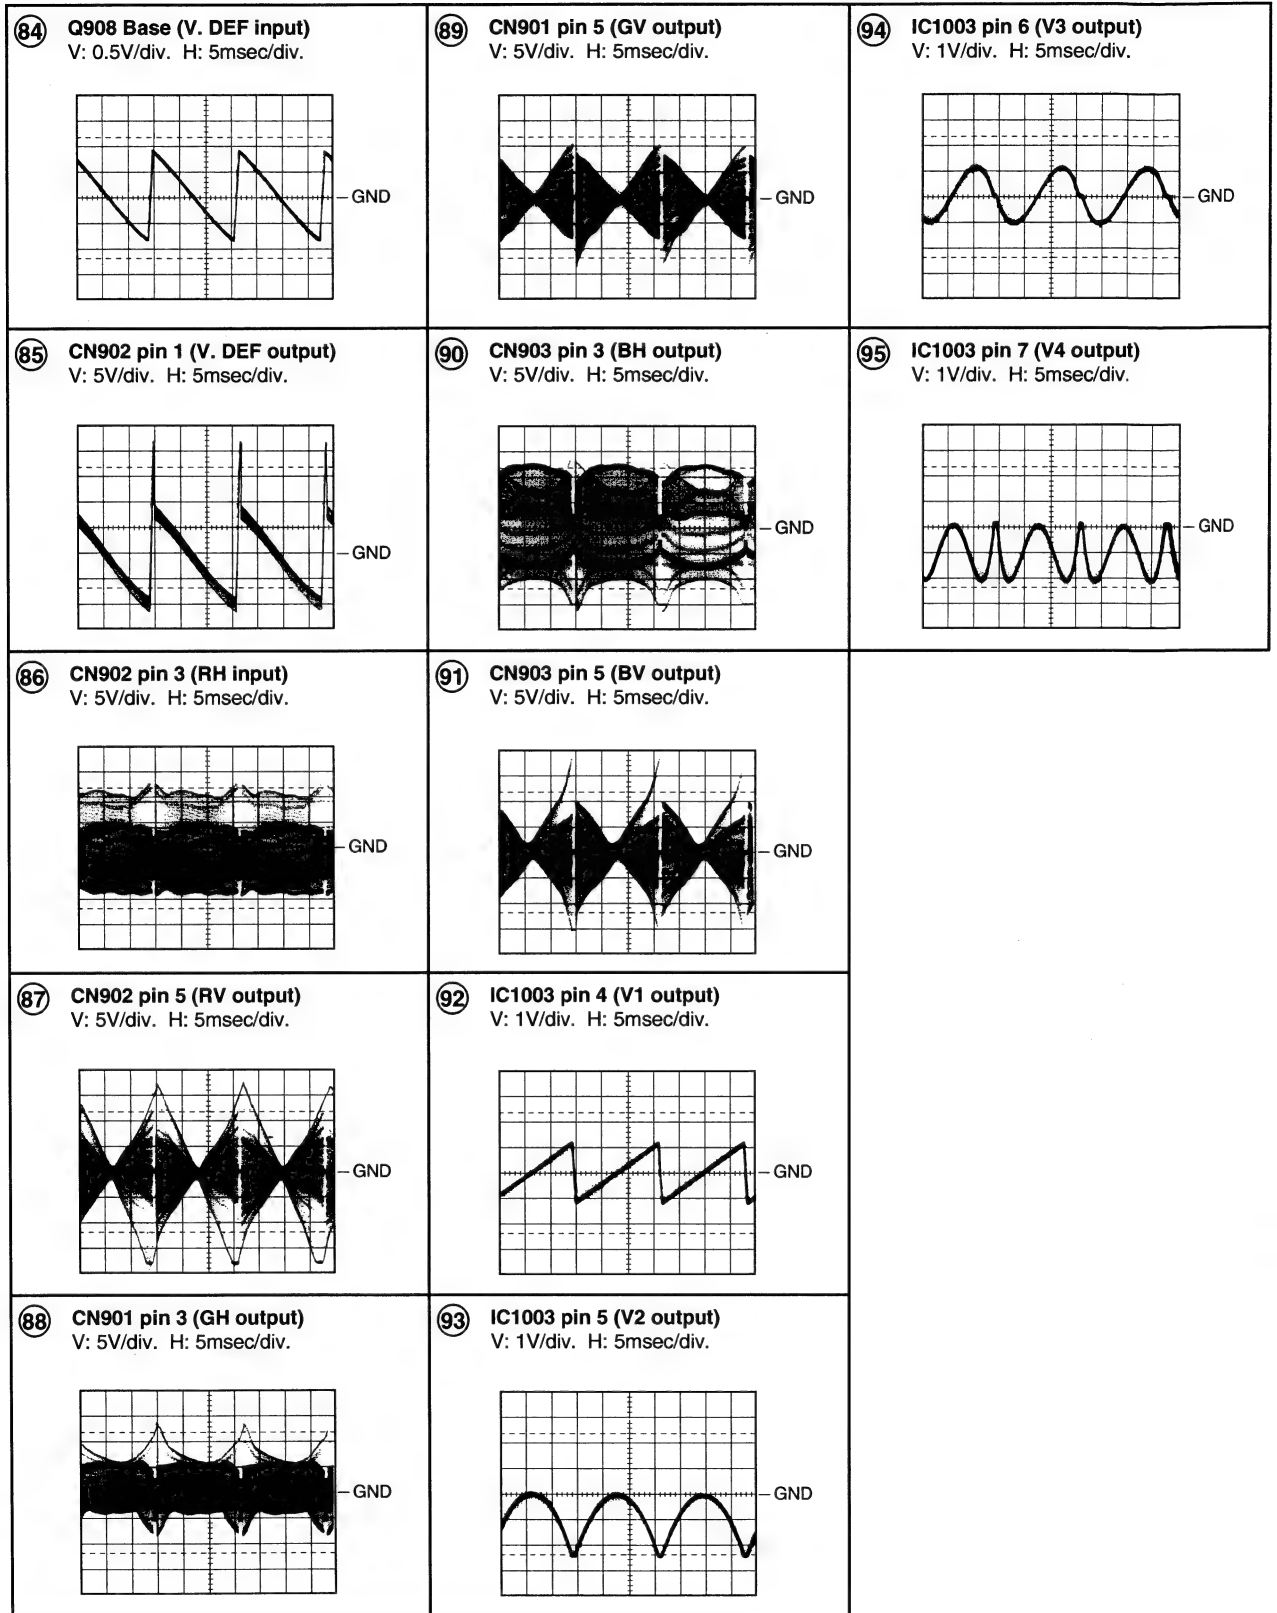 84 Q908 Base (V. DEF input)
V: 0.5V/div. H: 5msec/div.
GND
85 CN902 pin 1 (V. DEF output)
V: 5V/div. H: 5msec/div.
GND
86 CN902 pin 3 (RH input)
V: 5V/div. H: 5msec/div.
GND
87 CN902 pin 5 (RV output)
V: 5V/div. H: 5msec/div.
GND
88 CN901 pin 3 (GH output)
V: 5V/div. H: 5msec/div.
GND
89 CN901 pin 5 (GV output)
V: 5V/div. H: 5msec/div.
GND
90 CN903 pin 3 (BH output)
V: 5V/div. H: 5msec/div.
GND
91 CN903 pin 5 (BV output)
V: 5V/div. H: 5msec/div.
GND
92 IC1003 pin 4 (V1 output)
V: 1V/div. H: 5msec/div.
GND
93 IC1003 pin 5 (V2 output)
V: 1V/div. H: 5msec/div.
GND
94 IC1003 pin 6 (V3 output)
V: 1V/div. H: 5msec/div.
GND
95 IC1003 pin 7 (V4 output)
V: 1V/div. H: 5msec/div.
GND